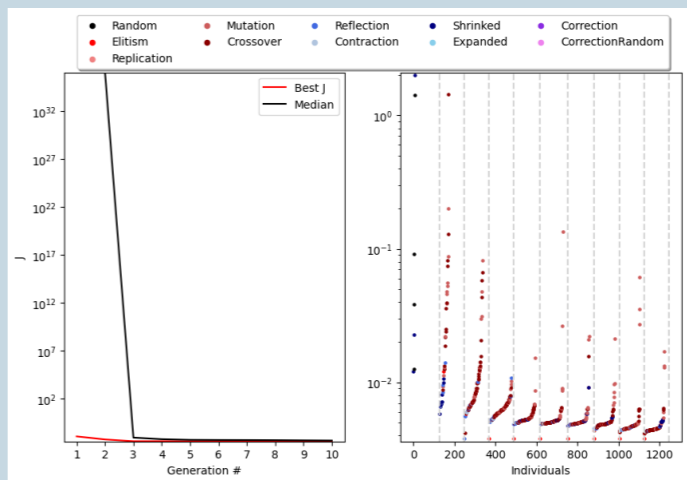 Random Mutation Reflection Shrinked Correction
Elitism Crossover Contraction Expanded CorrectionRandom
Replication
Best J
Median
10^32
10^27
10^22
10^17
10^12
10^7
10^2
J
1 2 3 4 5 6 7 8 9 10
Generation #
10^0
10^-1
10^-2
0 200 400 600 800 1000 1200
Individuals